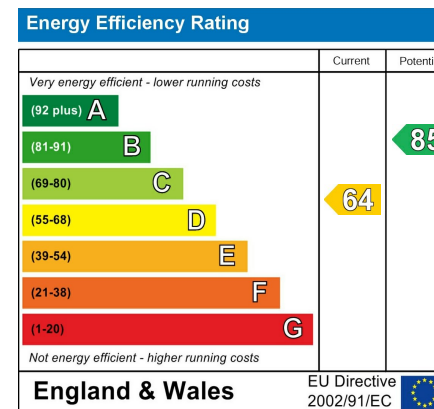 Energy Efficiency Rating
Current Potenti
Very energy efficient - lower running costs
(92 plus) A
(81-91) B
(69-80) C
(55-68) D
(39-54) E
(21-38) F
(1-20) G
64
85
Not energy efficient - higher running costs
England & Wales
EU Directive
2002/91/EC